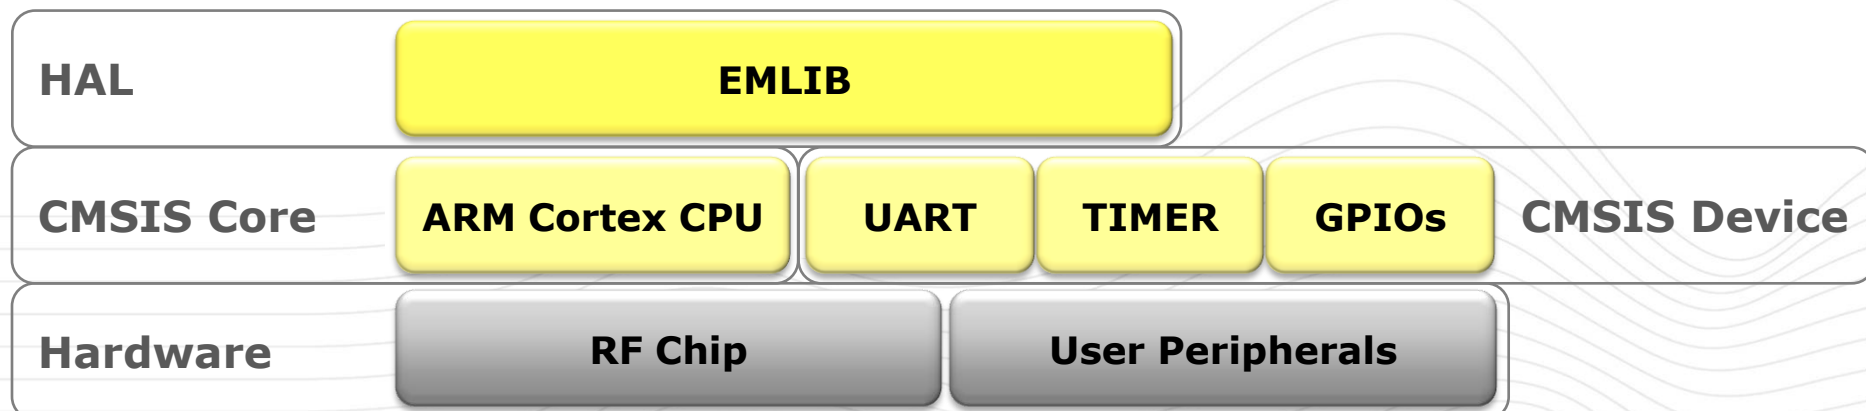 HAL EMLIB
CMSIS Core ARM Cortex CPU UART TIMER GPIOs CMSIS Device
Hardware RF Chip User Peripherals